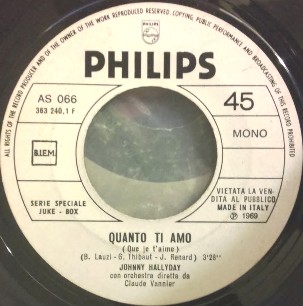 ALL RIGHTS OF THE RECORD PRODUCER AND OF THE OWNER OF THE WORK REPRODUCED RESERVED. COPYING, PUBLIC PERFORMANCE AND BROADCASTING OF THIS RECORD PROHIBITED
PHILIPS
PHILIPS
AS 066
45
383 240.1 F
MONO
B.I.E.M.
SERIE SPECIALE
JUKE - BOX
VIETATA LA VEN-
DITA AL PUBBLICO
MADE IN ITALY
℗ 1969
QUANTO TI AMO
(Que je t'aime)
(B. Lauzi - G. Thibaut - J. Renard) 3'28"
JOHNNY HALLYDAY
con orchestra diretta da
Claude Vannier